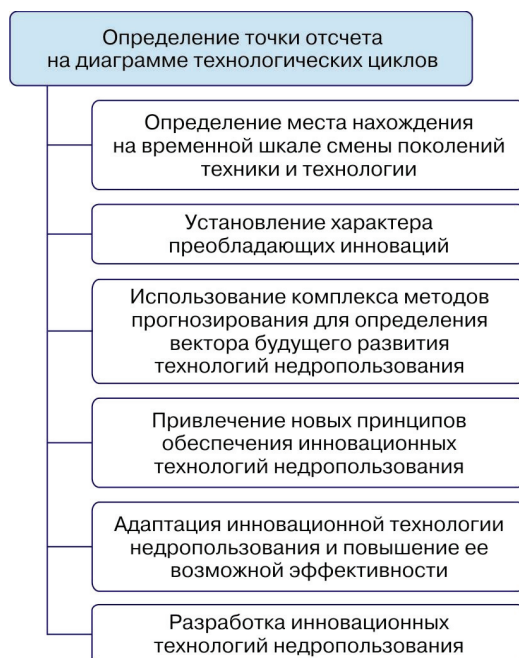 Определение точки отсчета
на диаграмме технологических циклов
Определение места нахождения
на временной шкале смены поколений
техники и технологии
Установление характера
преобладающих инноваций
Использование комплекса методов
прогнозирования для определения
вектора будущего развития
технологий недропользования
Привлечение новых принципов
обеспечения инновационных
технологий недропользования
Адаптация инновационной технологии
недропользования и повышение ее
возможной эффективности
Разработка инновационных
технологий недропользования